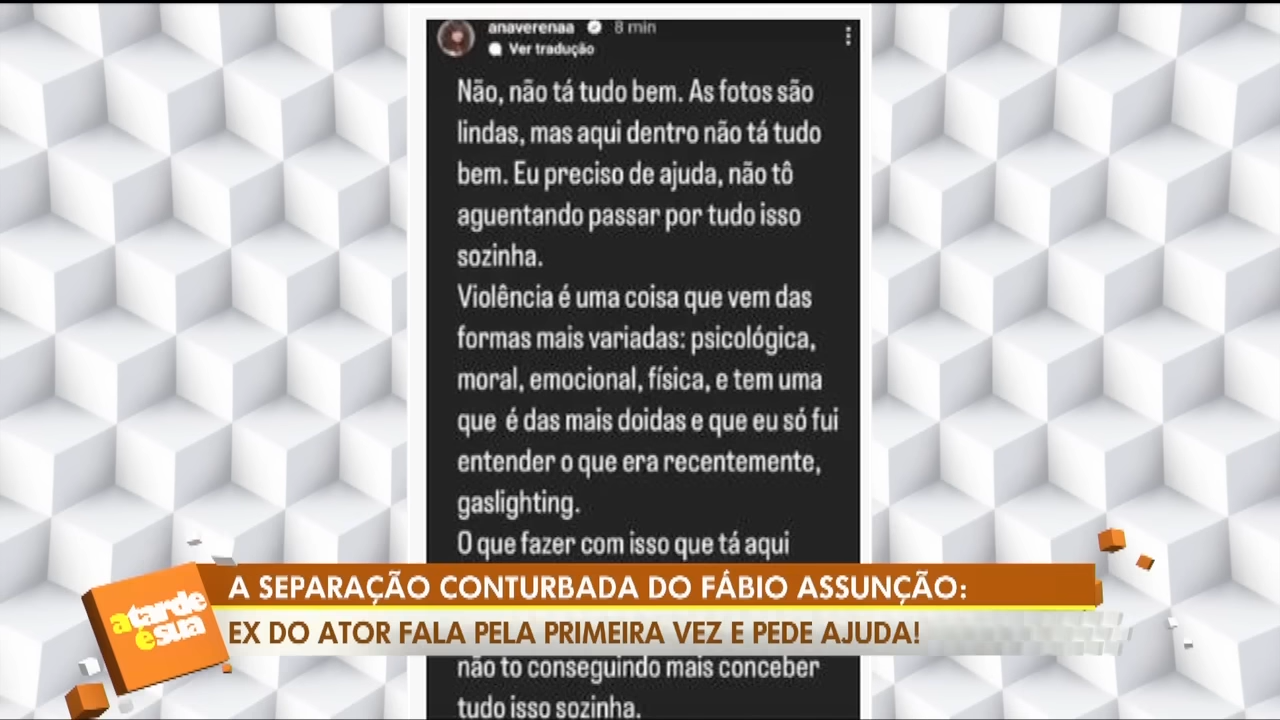 anaverenaa 8 min
Ver tradução
Não, não tá tudo bem. As fotos são
lindas, mas aqui dentro não tá tudo
bem. Eu preciso de ajuda, não tô
aguentando passar por tudo isso
sozinha.
Violência é uma coisa que vem das
formas mais variadas: psicológica,
moral, emocional, física, e tem uma
que é das mais doidas e que eu só fui
entender o que era recentemente,
gaslighting.
O que fazer com isso que tá aqui
A SEPARAÇÃO CONTURBADA DO FÁBIO ASSUNÇÃO:
a tarde
é sua
EX DO ATOR FALA PELA PRIMEIRA VEZ E PEDE AJUDA!
não to conseguindo mais conceber
tudo isso sozinha.